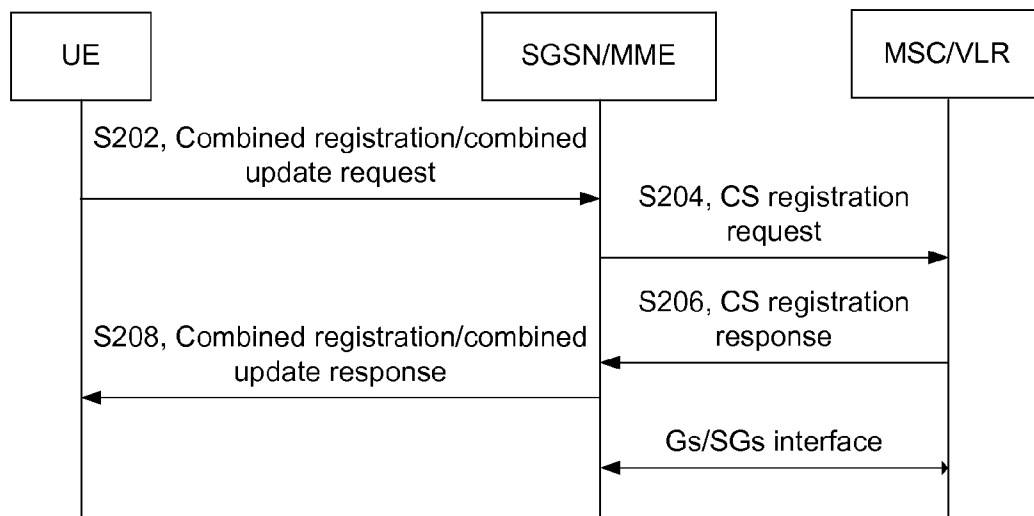 UE
SGSN/MME
MSC/VLR
S202, Combined registration/combined
update request
S204, CS registration
request
S206, CS registration
response
S208, Combined registration/combined
update response
Gs/SGs interface